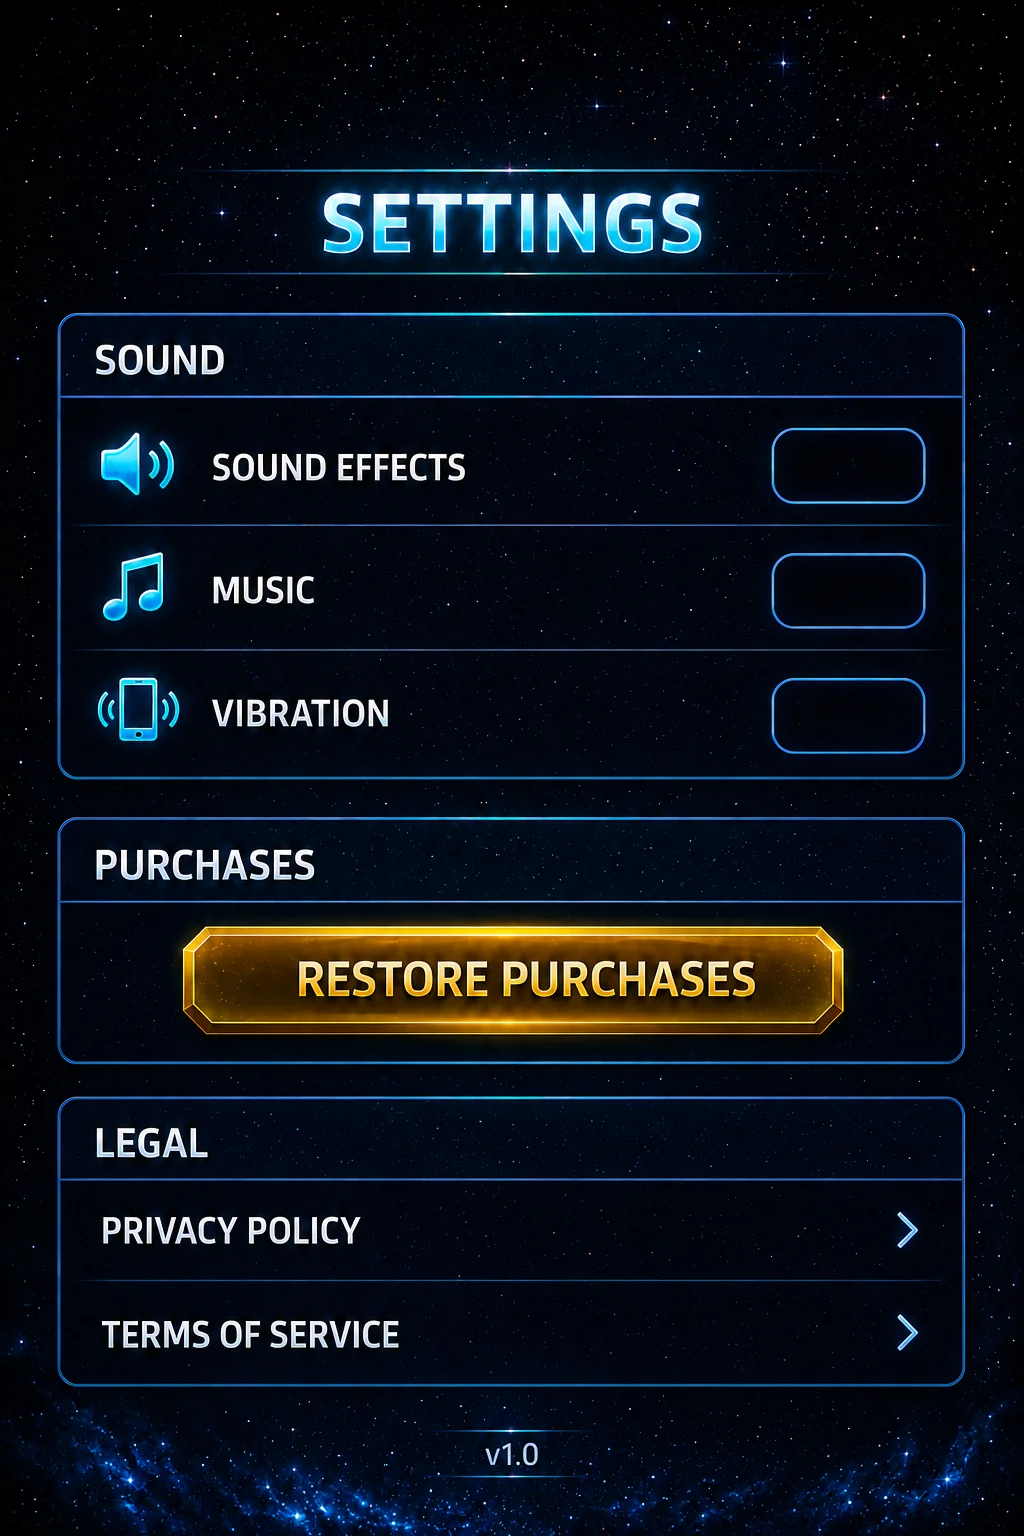 SETTINGS
SOUND
SOUND EFFECTS
MUSIC
VIBRATION
PURCHASES
RESTORE PURCHASES
LEGAL
PRIVACY POLICY
TERMS OF SERVICE
v1.0